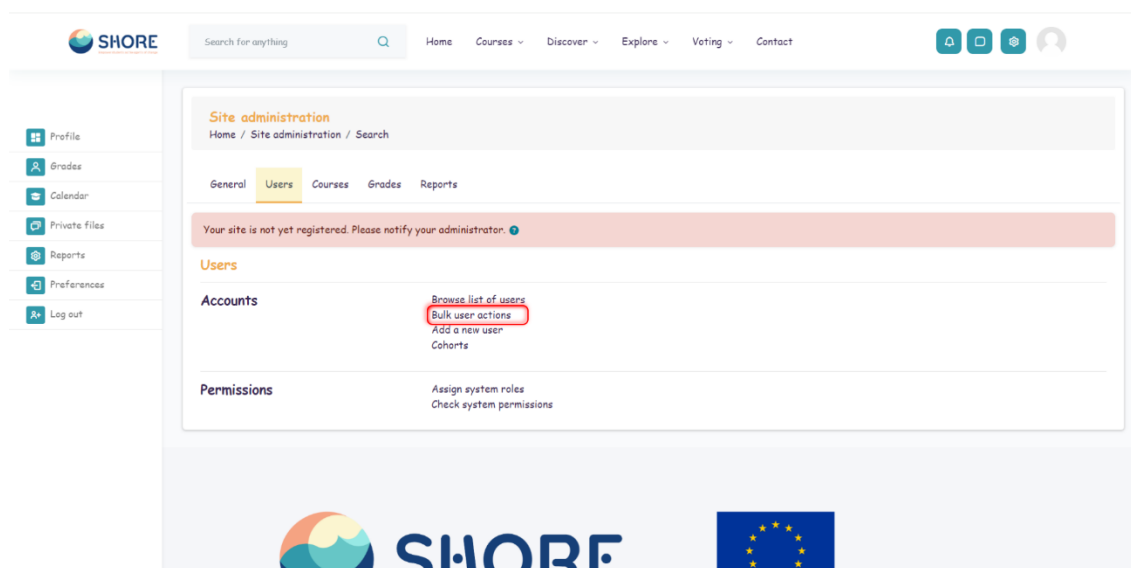 SHORE
Search for anything
Home Courses Discover Explore Voting Contact
Profile
Grades
Calendar
Private files
Reports
Preferences
Log out
Site administration
Home / Site administration / Search
General Users Courses Grades Reports
Your site is not yet registered. Please notify your administrator.
Users
Accounts
Browse list of users
Bulk user actions
Add a new user
Cohorts
Permissions
Assign system roles
Check system permissions
SHORE